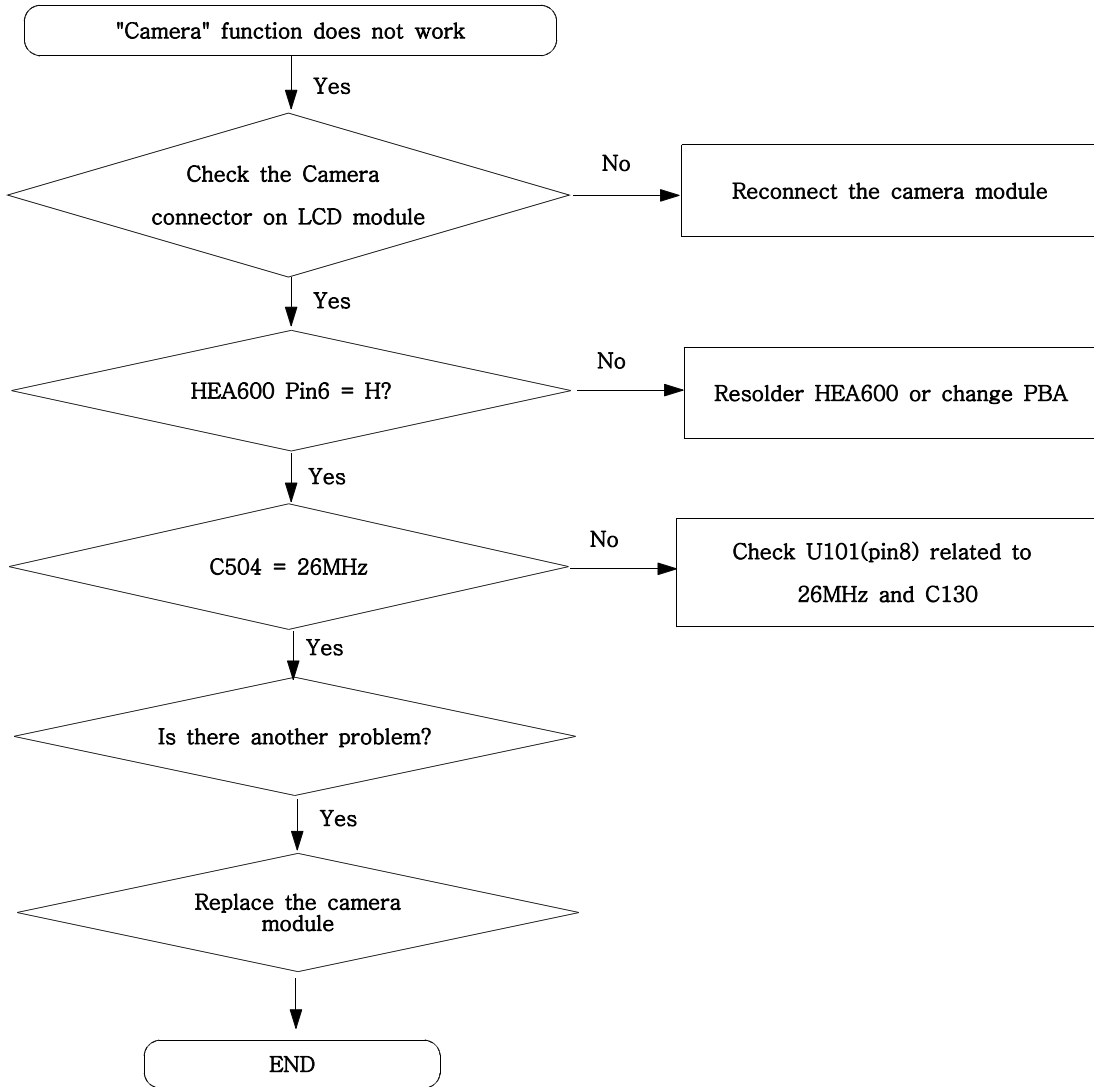 "Camera" function does not work
Yes
Check the Camera
connector on LCD module
No
Reconnect the camera module
Yes
HEA600 Pin6 = H?
No
Resolder HEA600 or change PBA
Yes
C504 = 26MHz
No
Check U101(pin8) related to
26MHz and C130
Yes
Is there another problem?
Yes
Replace the camera
module
END